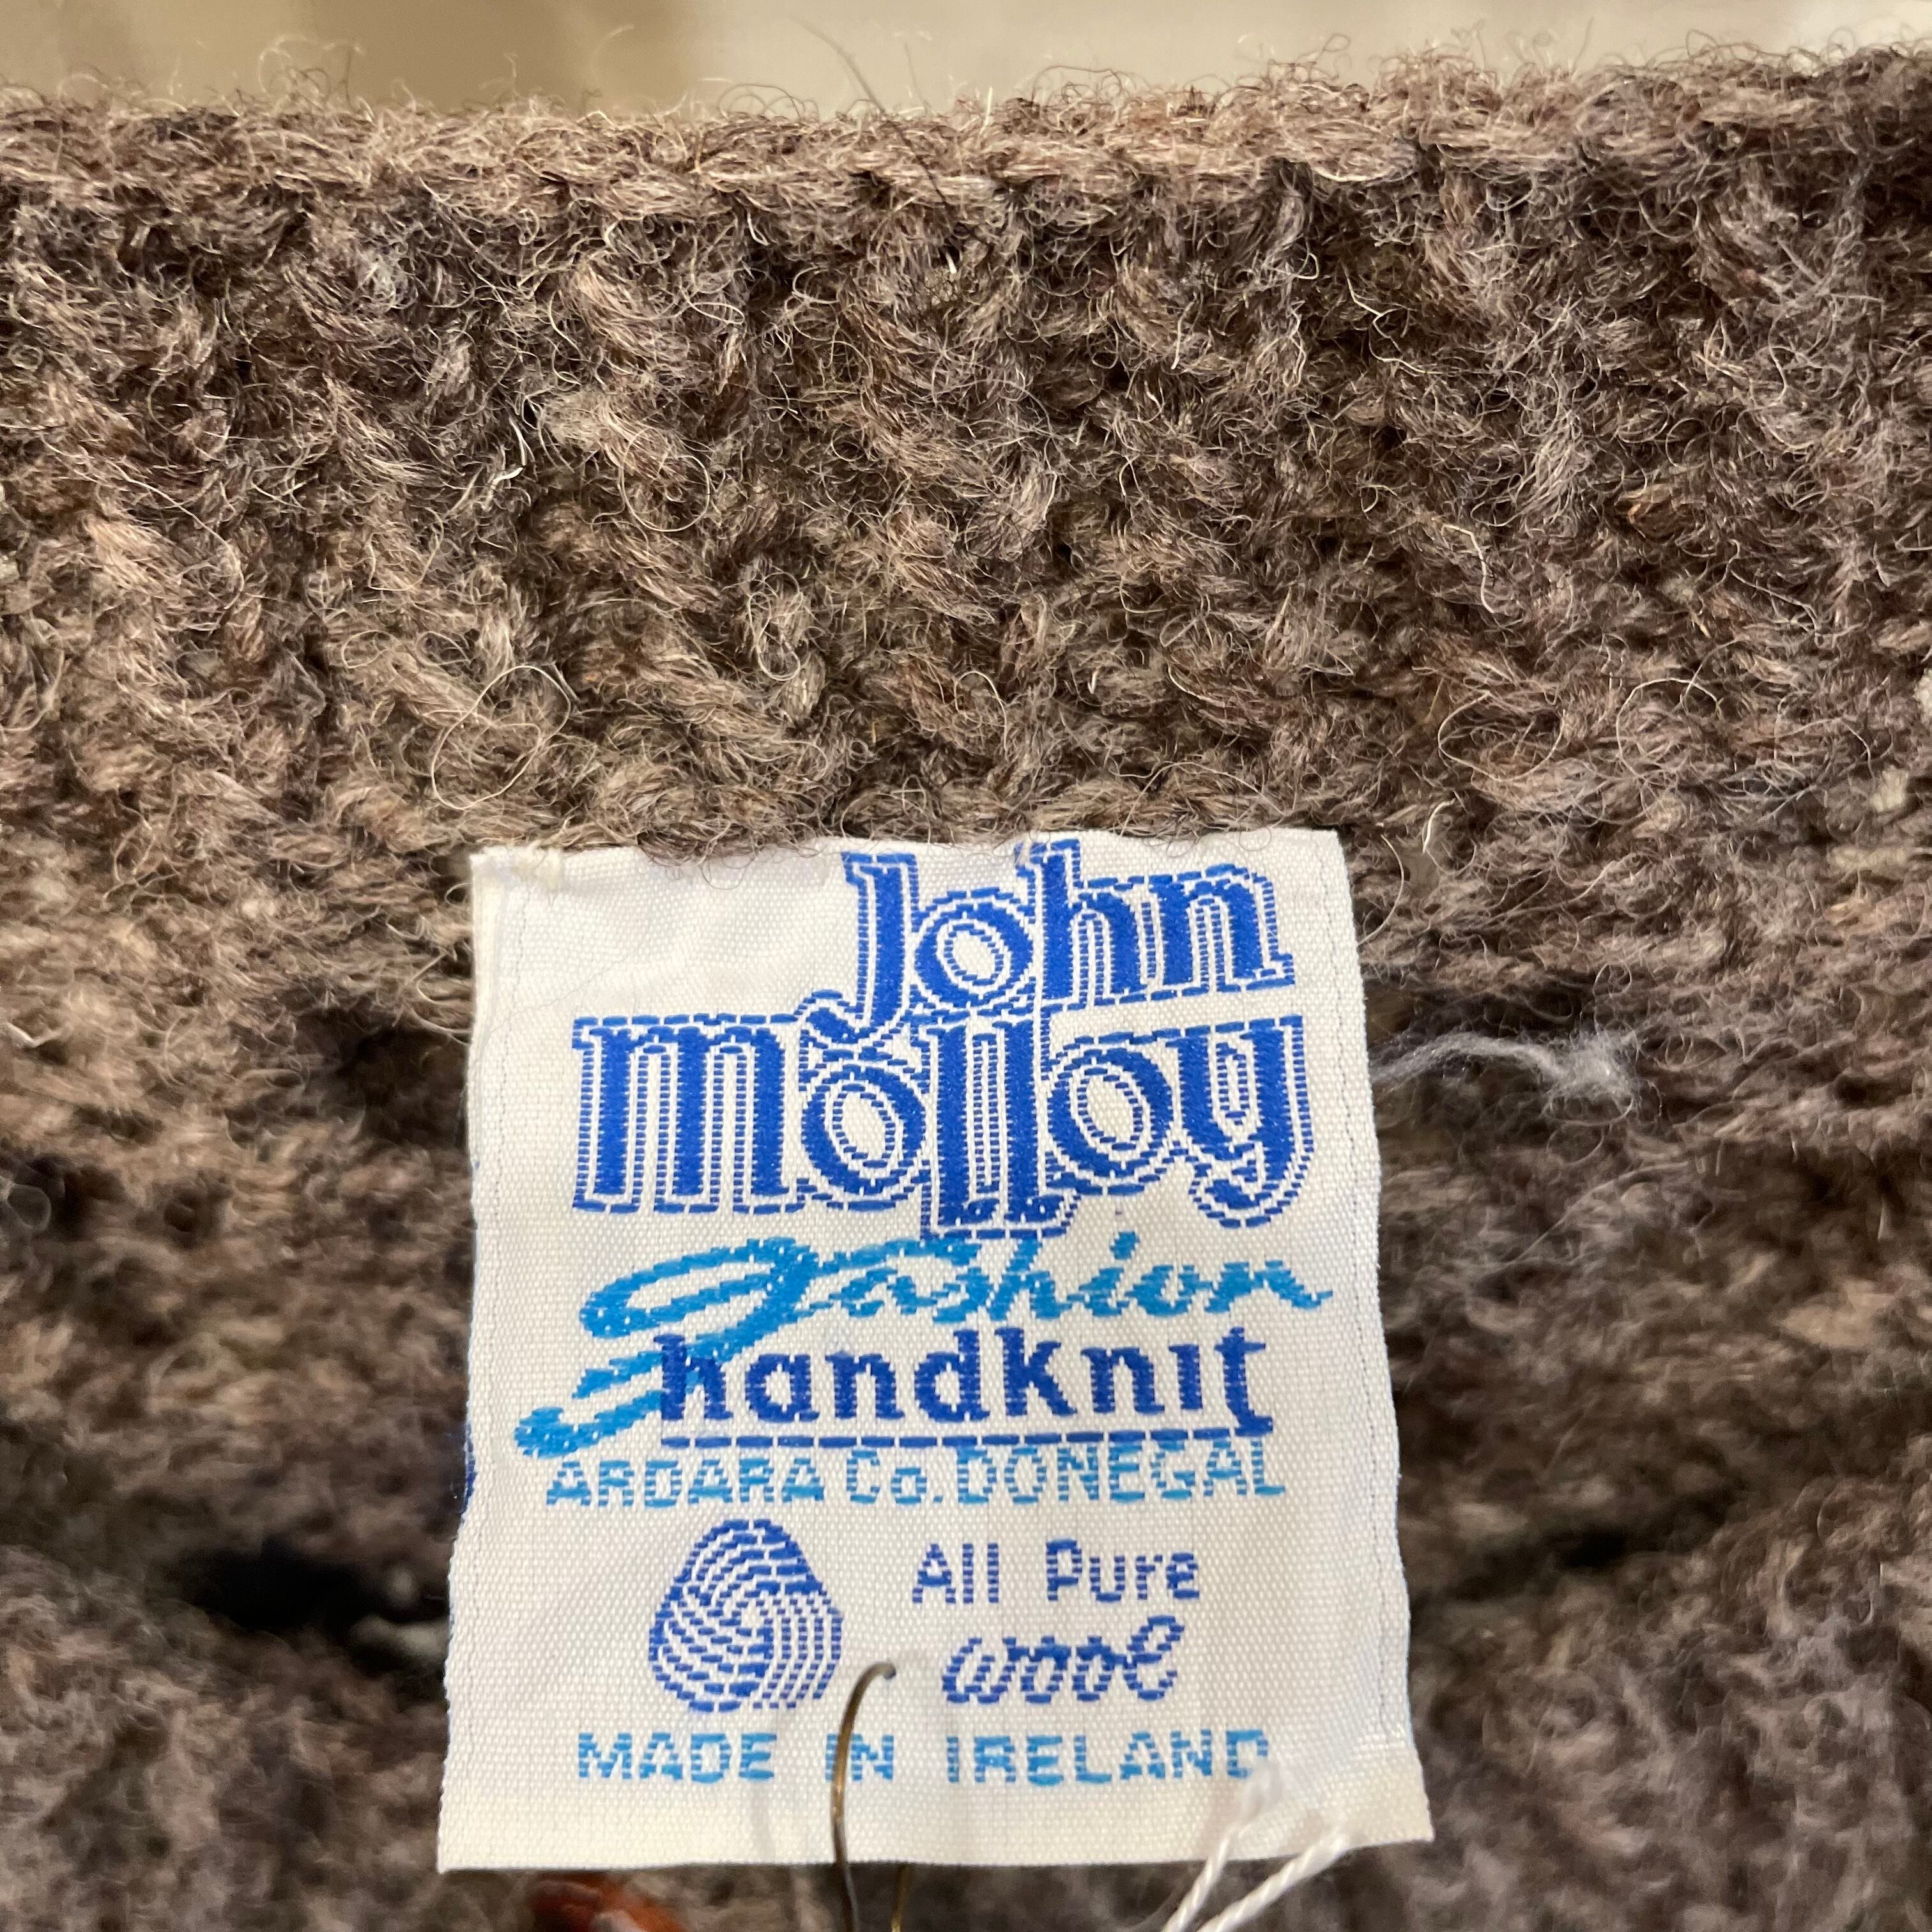 John
molloy
fashion
handknit
ARDARA Co. DONEGAL
All Pure
wool
MADE IN IRELAND